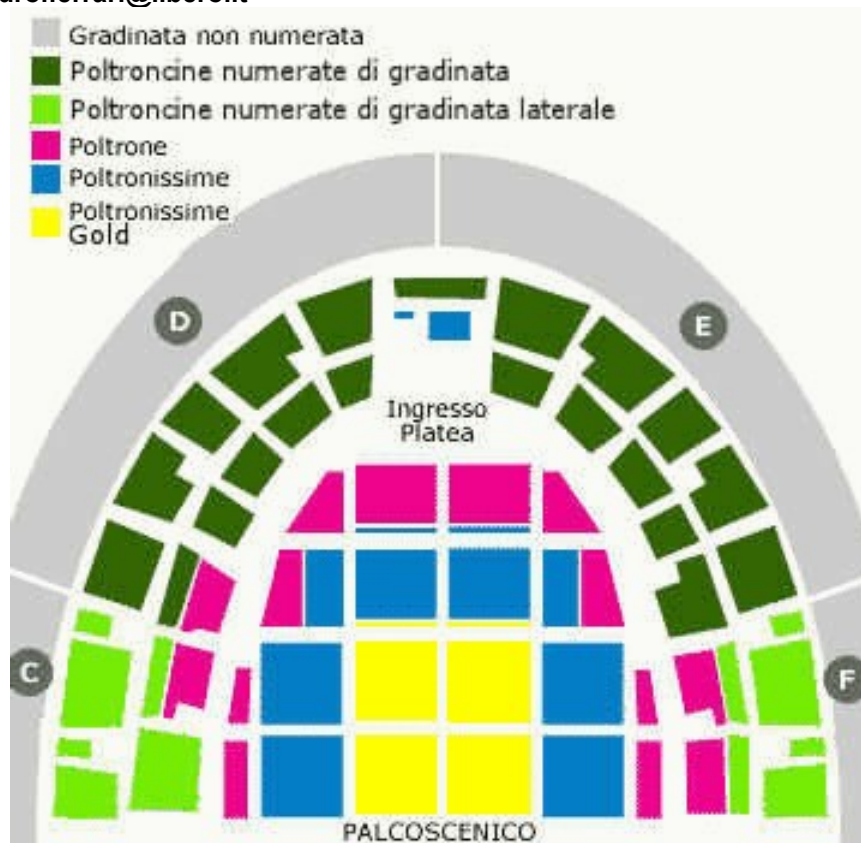 Gradinata non numerata
Poltroncine numerate di gradinata
Poltroncine numerate di gradinata laterale
Poltrone
Poltronissime
Poltronissime
Gold
D
E
Ingresso
Platea
C
F
PALCOSCENICO